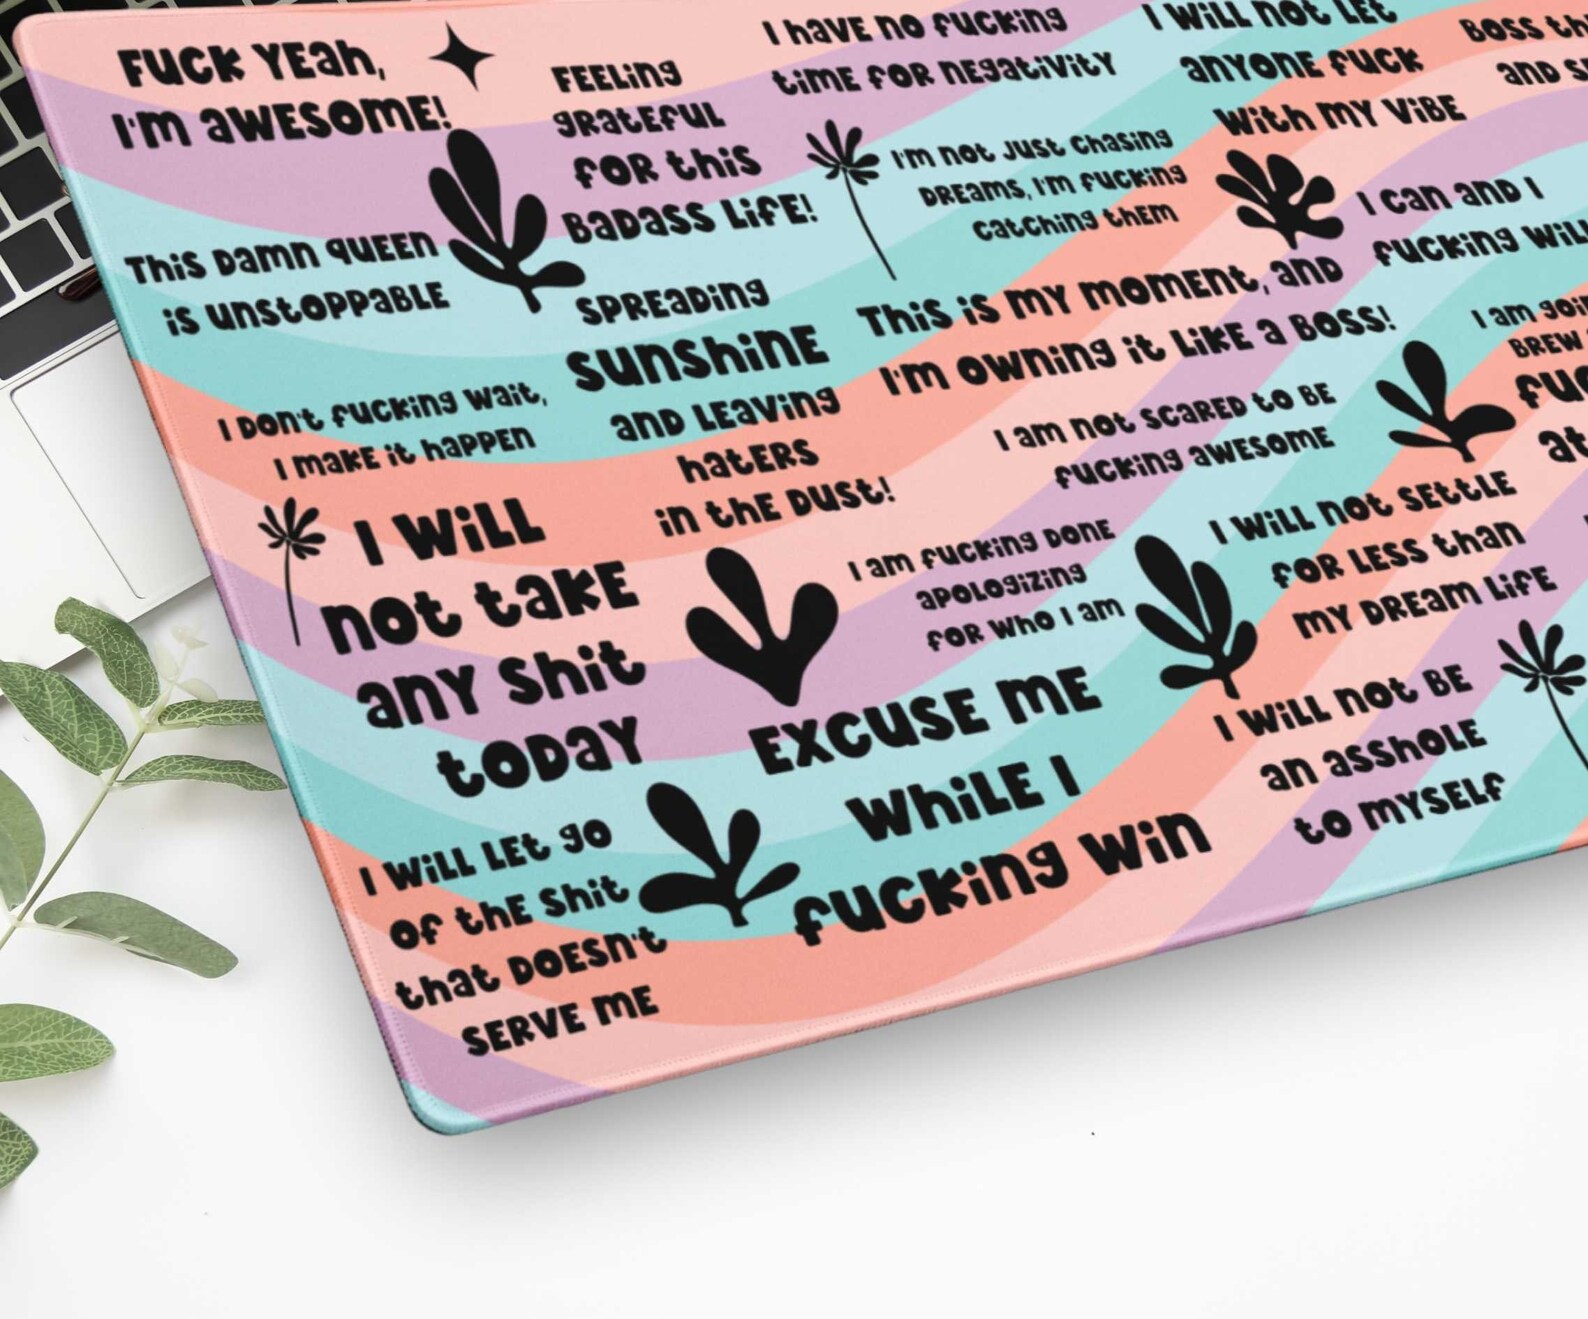 FUCK YEAH,
I'M AWESOME!
FEELING
GRATEFUL
FOR THIS
BADASS LIFE!
I HAVE NO FUCKING
TIME FOR NEGATIVITY
I WILL NOT LET
ANYONE FUCK
WITH MY VIBE
BOSS
AND
THIS DAMN QUEEN
IS UNSTOPPABLE
I'M NOT JUST CHASING
DREAMS, I'M FUCKING
CATCHING THEM
I CAN AND I
FUCKING WILL
SPREADING
SUNSHINE
AND LEAVING
HATERS
IN THE DUST!
THIS IS MY MOMENT, AND
I'M OWNING IT LIKE A BOSS!
I AM
BREW
I DON'T FUCKING WAIT,
I MAKE IT HAPPEN
I AM NOT SCARED TO BE
FUCKING AWESOME
I WILL
NOT TAKE
ANY SHIT
TODAY
I AM FUCKING DONE
APOLOGIZING
FOR WHO I AM
I WILL NOT SETTLE
FOR LESS THAN
MY DREAM LIFE
EXCUSE ME
WHILE I
FUCKING WIN
I WILL NOT BE
AN ASSHOLE
TO MYSELF
I WILL LET GO
OF THE SHIT
THAT DOESN'T
SERVE ME